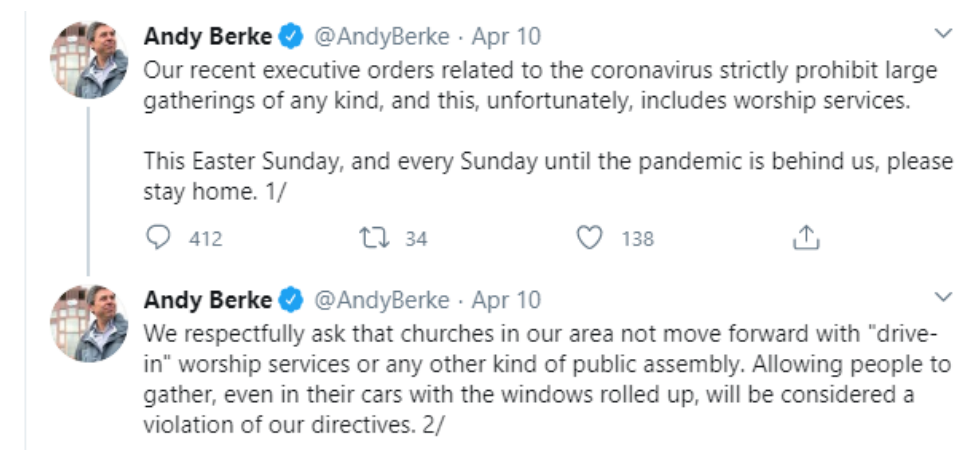 Andy Berke @AndyBerke · Apr 10
Our recent executive orders related to the coronavirus strictly prohibit large
gatherings of any kind, and this, unfortunately, includes worship services.
This Easter Sunday, and every Sunday until the pandemic is behind us, please
stay home. 1/
412 34 138
Andy Berke @AndyBerke · Apr 10
We respectfully ask that churches in our area not move forward with "drive-
in" worship services or any other kind of public assembly. Allowing people to
gather, even in their cars with the windows rolled up, will be considered a
violation of our directives. 2/